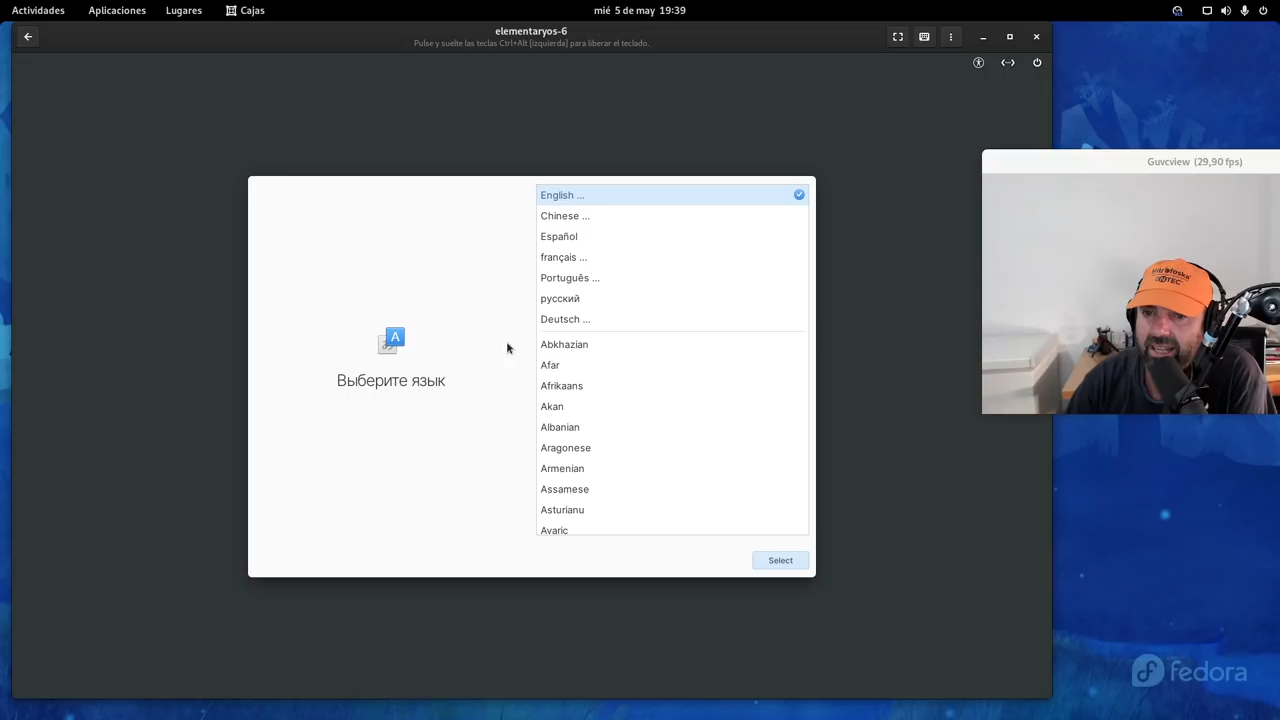 Actividades Aplicaciones Lugares Cajas mié 5 de may 19:39
elementaryos-6
Pulse y suelte las teclas Ctrl+Alt (izquierda) para liberar el teclado.
Guvcview (29,90 fps)
English ...
Chinese ...
Español
français ...
Português ...
русский
Deutsch ...
Abkhazian
Afar
Afrikaans
Akan
Albanian
Aragonese
Armenian
Assamese
Asturianu
Avaric
A
Выберите язык
Select
fedora